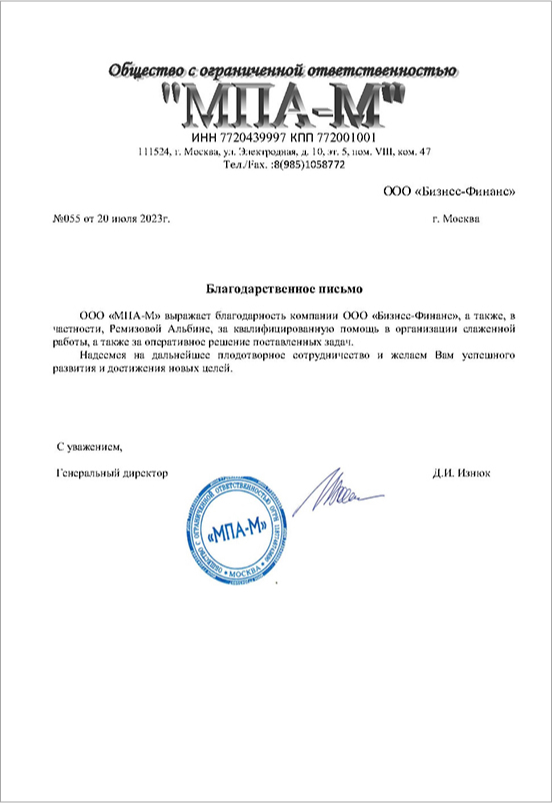 Общество с ограниченной ответственностью
"МПА-М"
ИНН 7720439997 КПП 772001001
111524, г. Москва, ул. Электродная, д. 10, эт. 5, пом. VIII, ком. 47
Тел./Fax. :8(985)1058772
ООО «Бизнес-Финанс»
№055 от 20 июля 2023г.
г. Москва
Благодарственное письмо
ООО «МПА-М» выражает благодарность компании ООО «Бизнес-Финанс», а также, в
частности, Ремизовой Альбине, за квалифицированную помощь в организации слаженной
работы, а также за оперативное решение поставленных задач.
Надеемся на дальнейшее плодотворное сотрудничество и желаем Вам успешного
развития и достижения новых целей.
С уважением,
Генеральный директор
Д.И. Изнюк
ОБЩЕСТВО С ОГРАНИЧЕННОЙ ОТВЕТСТВЕННОСТЬЮ ОГРН
«МПА-М»
МОСКВА